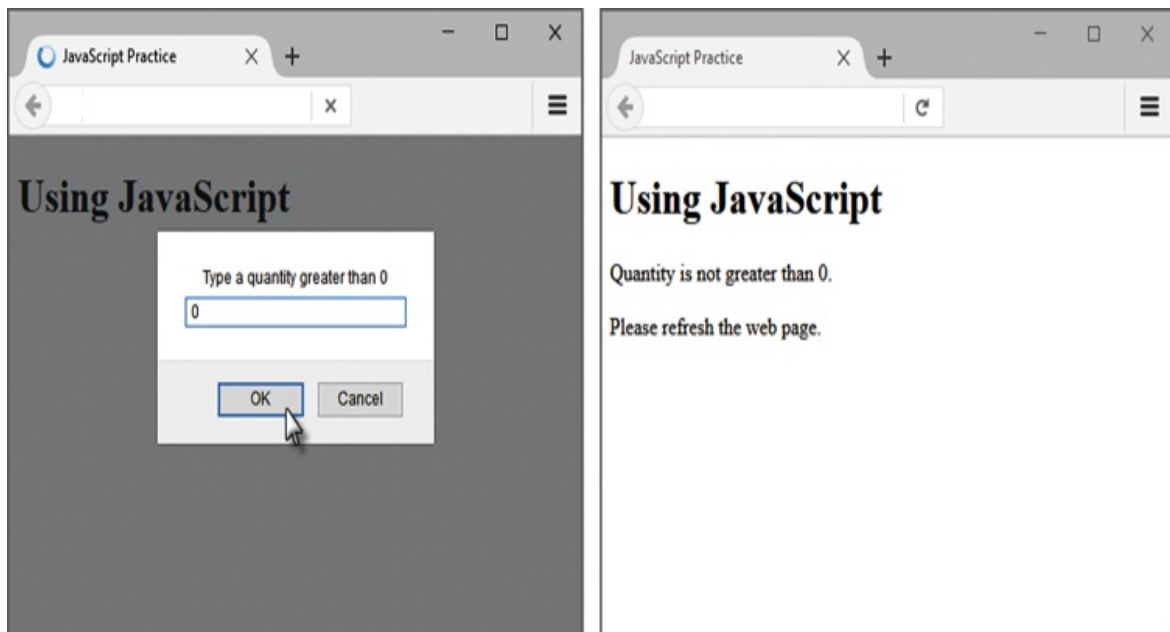 JavaScript Practice
Using JavaScript
Type a quantity greater than 0
0
OK Cancel
JavaScript Practice
Using JavaScript
Quantity is not greater than 0.
Please refresh the web page.